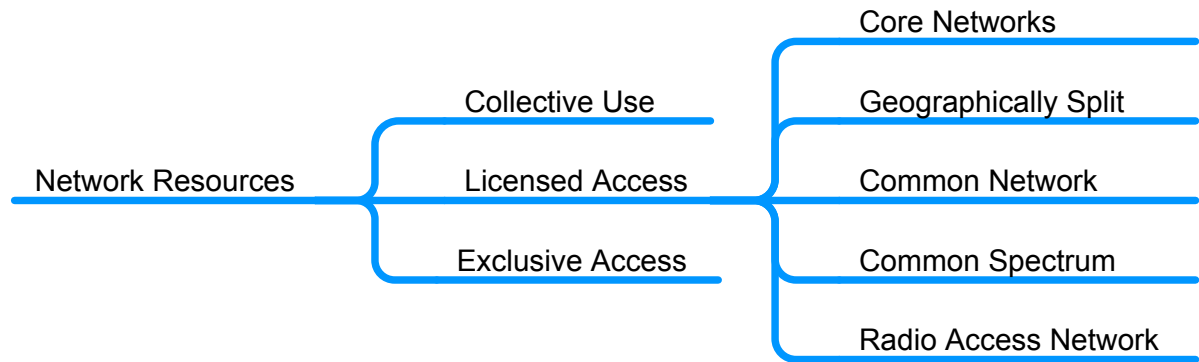 Network Resources
Collective Use
Licensed Access
Exclusive Access
Core Networks
Geographically Split
Common Network
Common Spectrum
Radio Access Network